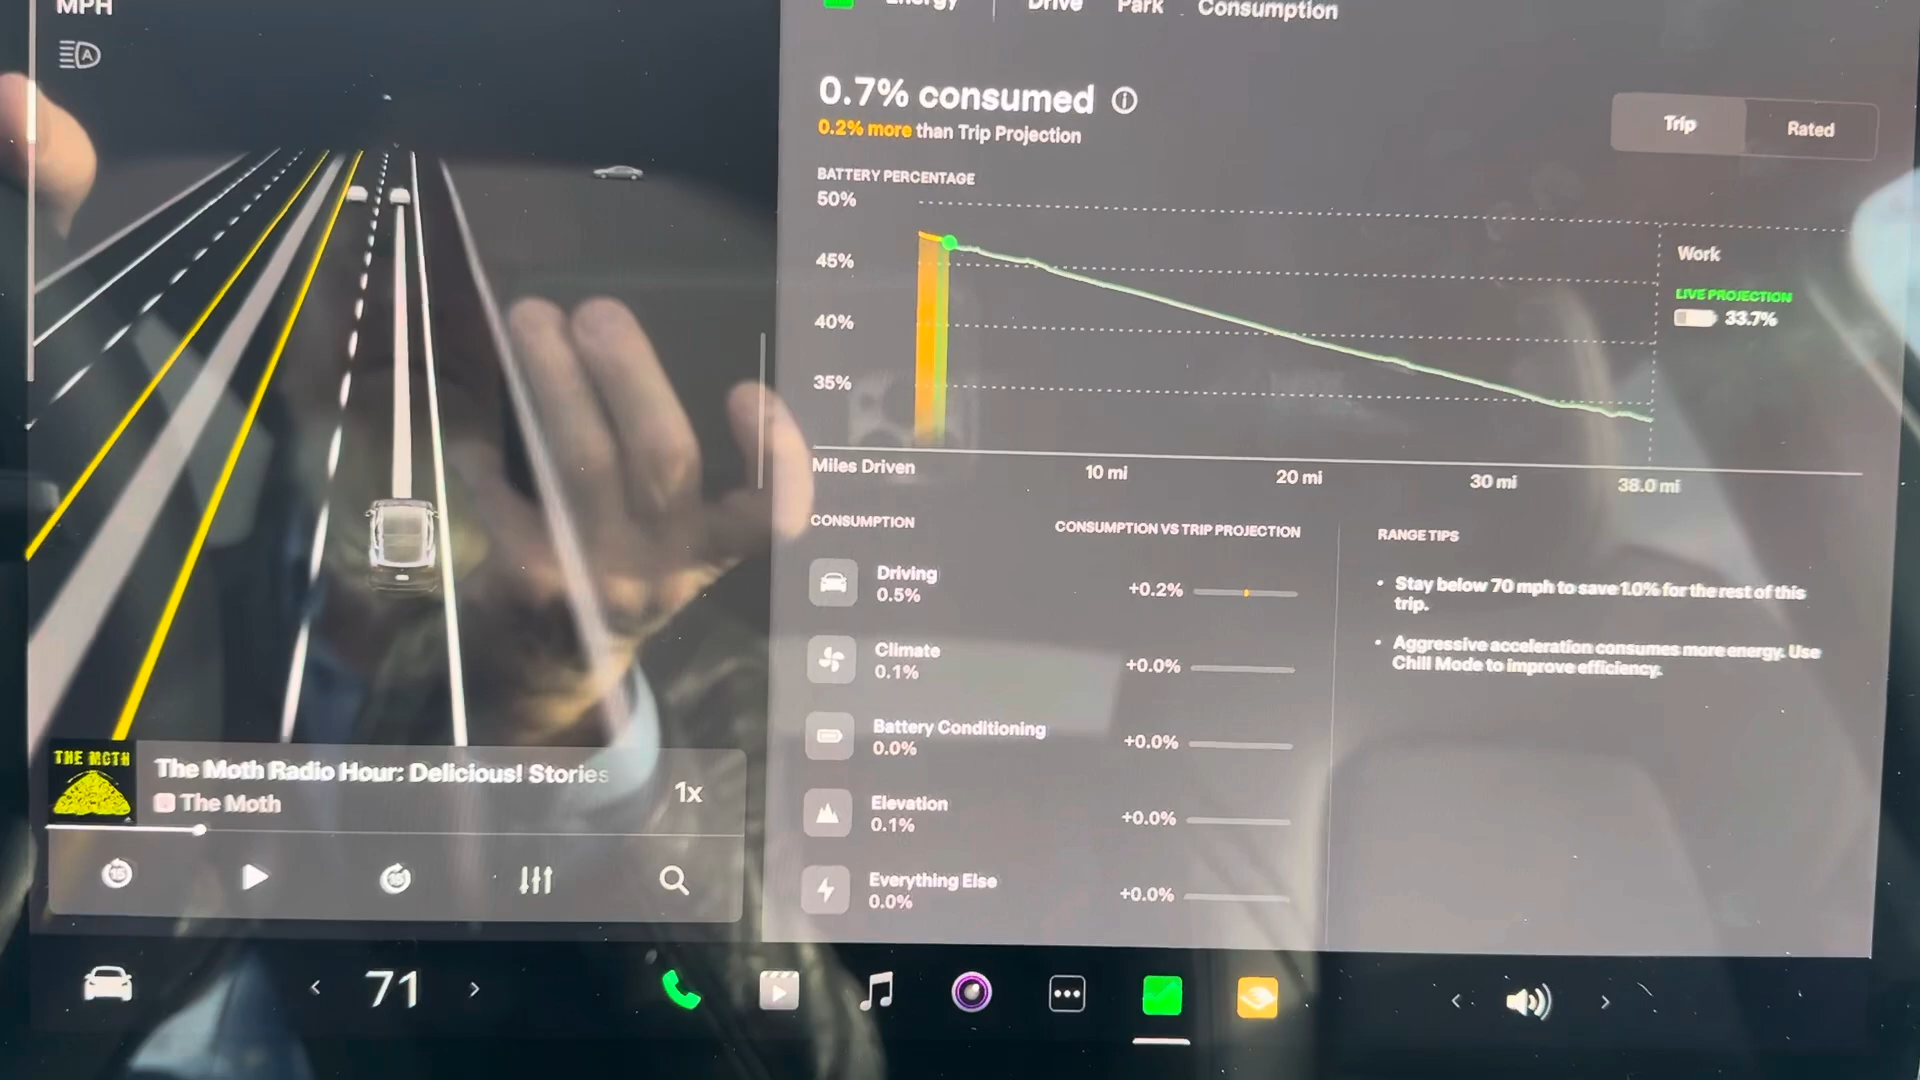 MPH
Energy
Drive
Park
Consumption
0.7% consumed
0.2% more than Trip Projection
Trip
Rated
BATTERY PERCENTAGE
50%
45%
40%
35%
Work
LIVE PROJECTION
33.7%
Miles Driven
10 mi
20 mi
30 mi
38.0 mi
CONSUMPTION
CONSUMPTION VS TRIP PROJECTION
Driving
0.5%
+0.2%
Climate
0.1%
+0.0%
Battery Conditioning
0.0%
+0.0%
Elevation
0.1%
+0.0%
Everything Else
0.0%
+0.0%
RANGE TIPS
• Stay below 70 mph to save 1.0% for the rest of this
trip.
• Aggressive acceleration consumes more energy. Use
Chill Mode to improve efficiency.
THE MOTH
The Moth Radio Hour: Delicious! Stories
The Moth
1x
15
15
71
A